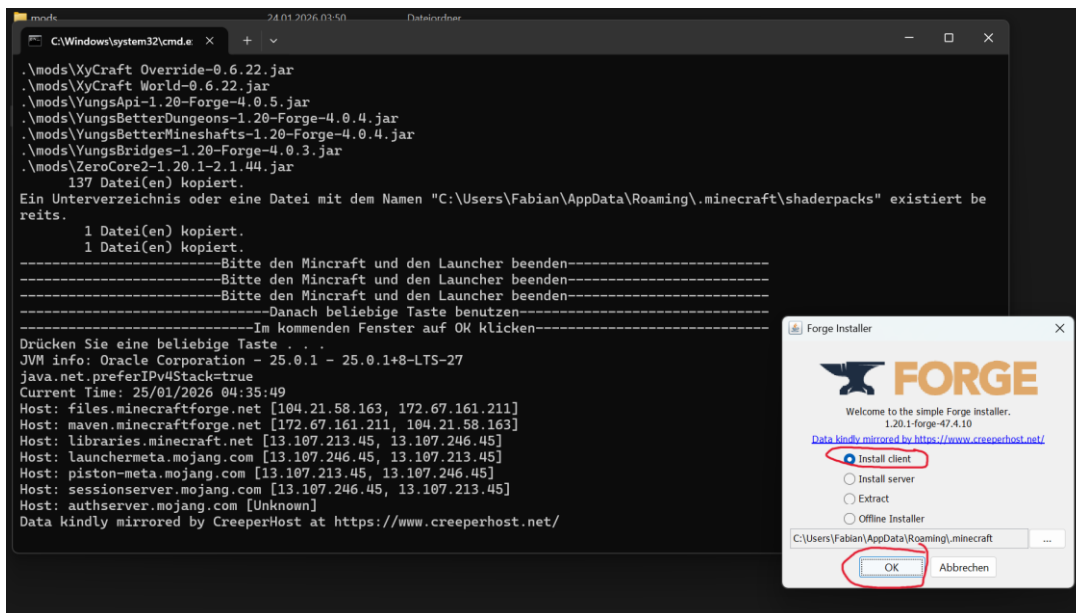 mods 24.01.2026 03:50 Dateiordner
C:\Windows\system32\cmd.e:
.\mods\XyCraft Override-0.6.22.jar
.\mods\XyCraft World-0.6.22.jar
.\mods\YungsApi-1.20-Forge-4.0.5.jar
.\mods\YungsBetterDungeons-1.20-Forge-4.0.4.jar
.\mods\YungsBetterMineshafts-1.20-Forge-4.0.4.jar
.\mods\YungsBridges-1.20-Forge-4.0.3.jar
.\mods\ZeroCore2-1.20.1-2.1.44.jar
137 Datei(en) kopiert.
Ein Unterverzeichnis oder eine Datei mit dem Namen "C:\Users\Fabian\AppData\Roaming\.minecraft\shaderpacks" existiert be
reits.
1 Datei(en) kopiert.
1 Datei(en) kopiert.
-------------------------Bitte den Mincraft und den Launcher beenden-------------------------
-------------------------Bitte den Mincraft und den Launcher beenden-------------------------
-------------------------Bitte den Mincraft und den Launcher beenden-------------------------
-------------------------------Danach beliebige Taste benutzen-------------------------------
-----------------------------Im kommenden Fenster auf OK klicken-----------------------------
Drücken Sie eine beliebige Taste . . .
JVM info: Oracle Corporation - 25.0.1 - 25.0.1+8-LTS-27
java.net.preferIPv4Stack=true
Current Time: 25/01/2026 04:35:49
Host: files.minecraftforge.net [104.21.58.163, 172.67.161.211]
Host: maven.minecraftforge.net [172.67.161.211, 104.21.58.163]
Host: libraries.minecraft.net [13.107.213.45, 13.107.246.45]
Host: launchermeta.mojang.com [13.107.246.45, 13.107.213.45]
Host: piston-meta.mojang.com [13.107.213.45, 13.107.246.45]
Host: sessionserver.mojang.com [13.107.246.45, 13.107.213.45]
Host: authserver.mojang.com [Unknown]
Data kindly mirrored by CreeperHost at https://www.creeperhost.net/
Forge Installer
FORGE
Welcome to the simple Forge installer.
1.20.1-forge-47.4.10
Data kindly mirrored by https://www.creeperhost.net/
Install client
Install server
Extract
Offline Installer
C:\Users\Fabian\AppData\Roaming\.minecraft ...
OK Abbrechen